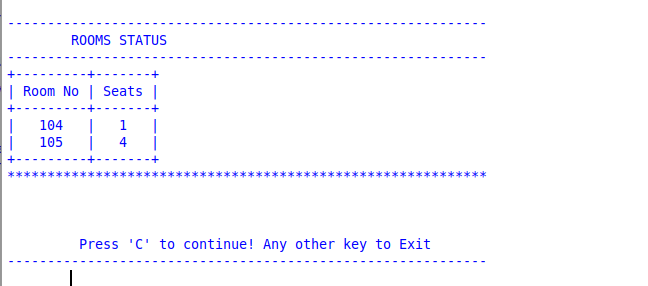 ------------------------------------------------------------
ROOMS STATUS
------------------------------------------------------------
+---------+-------+
| Room No | Seats |
+---------+-------+
|   104   |   1   |
|   105   |   4   |
+---------+-------+
************************************************************
Press 'C' to continue! Any other key to Exit
------------------------------------------------------------